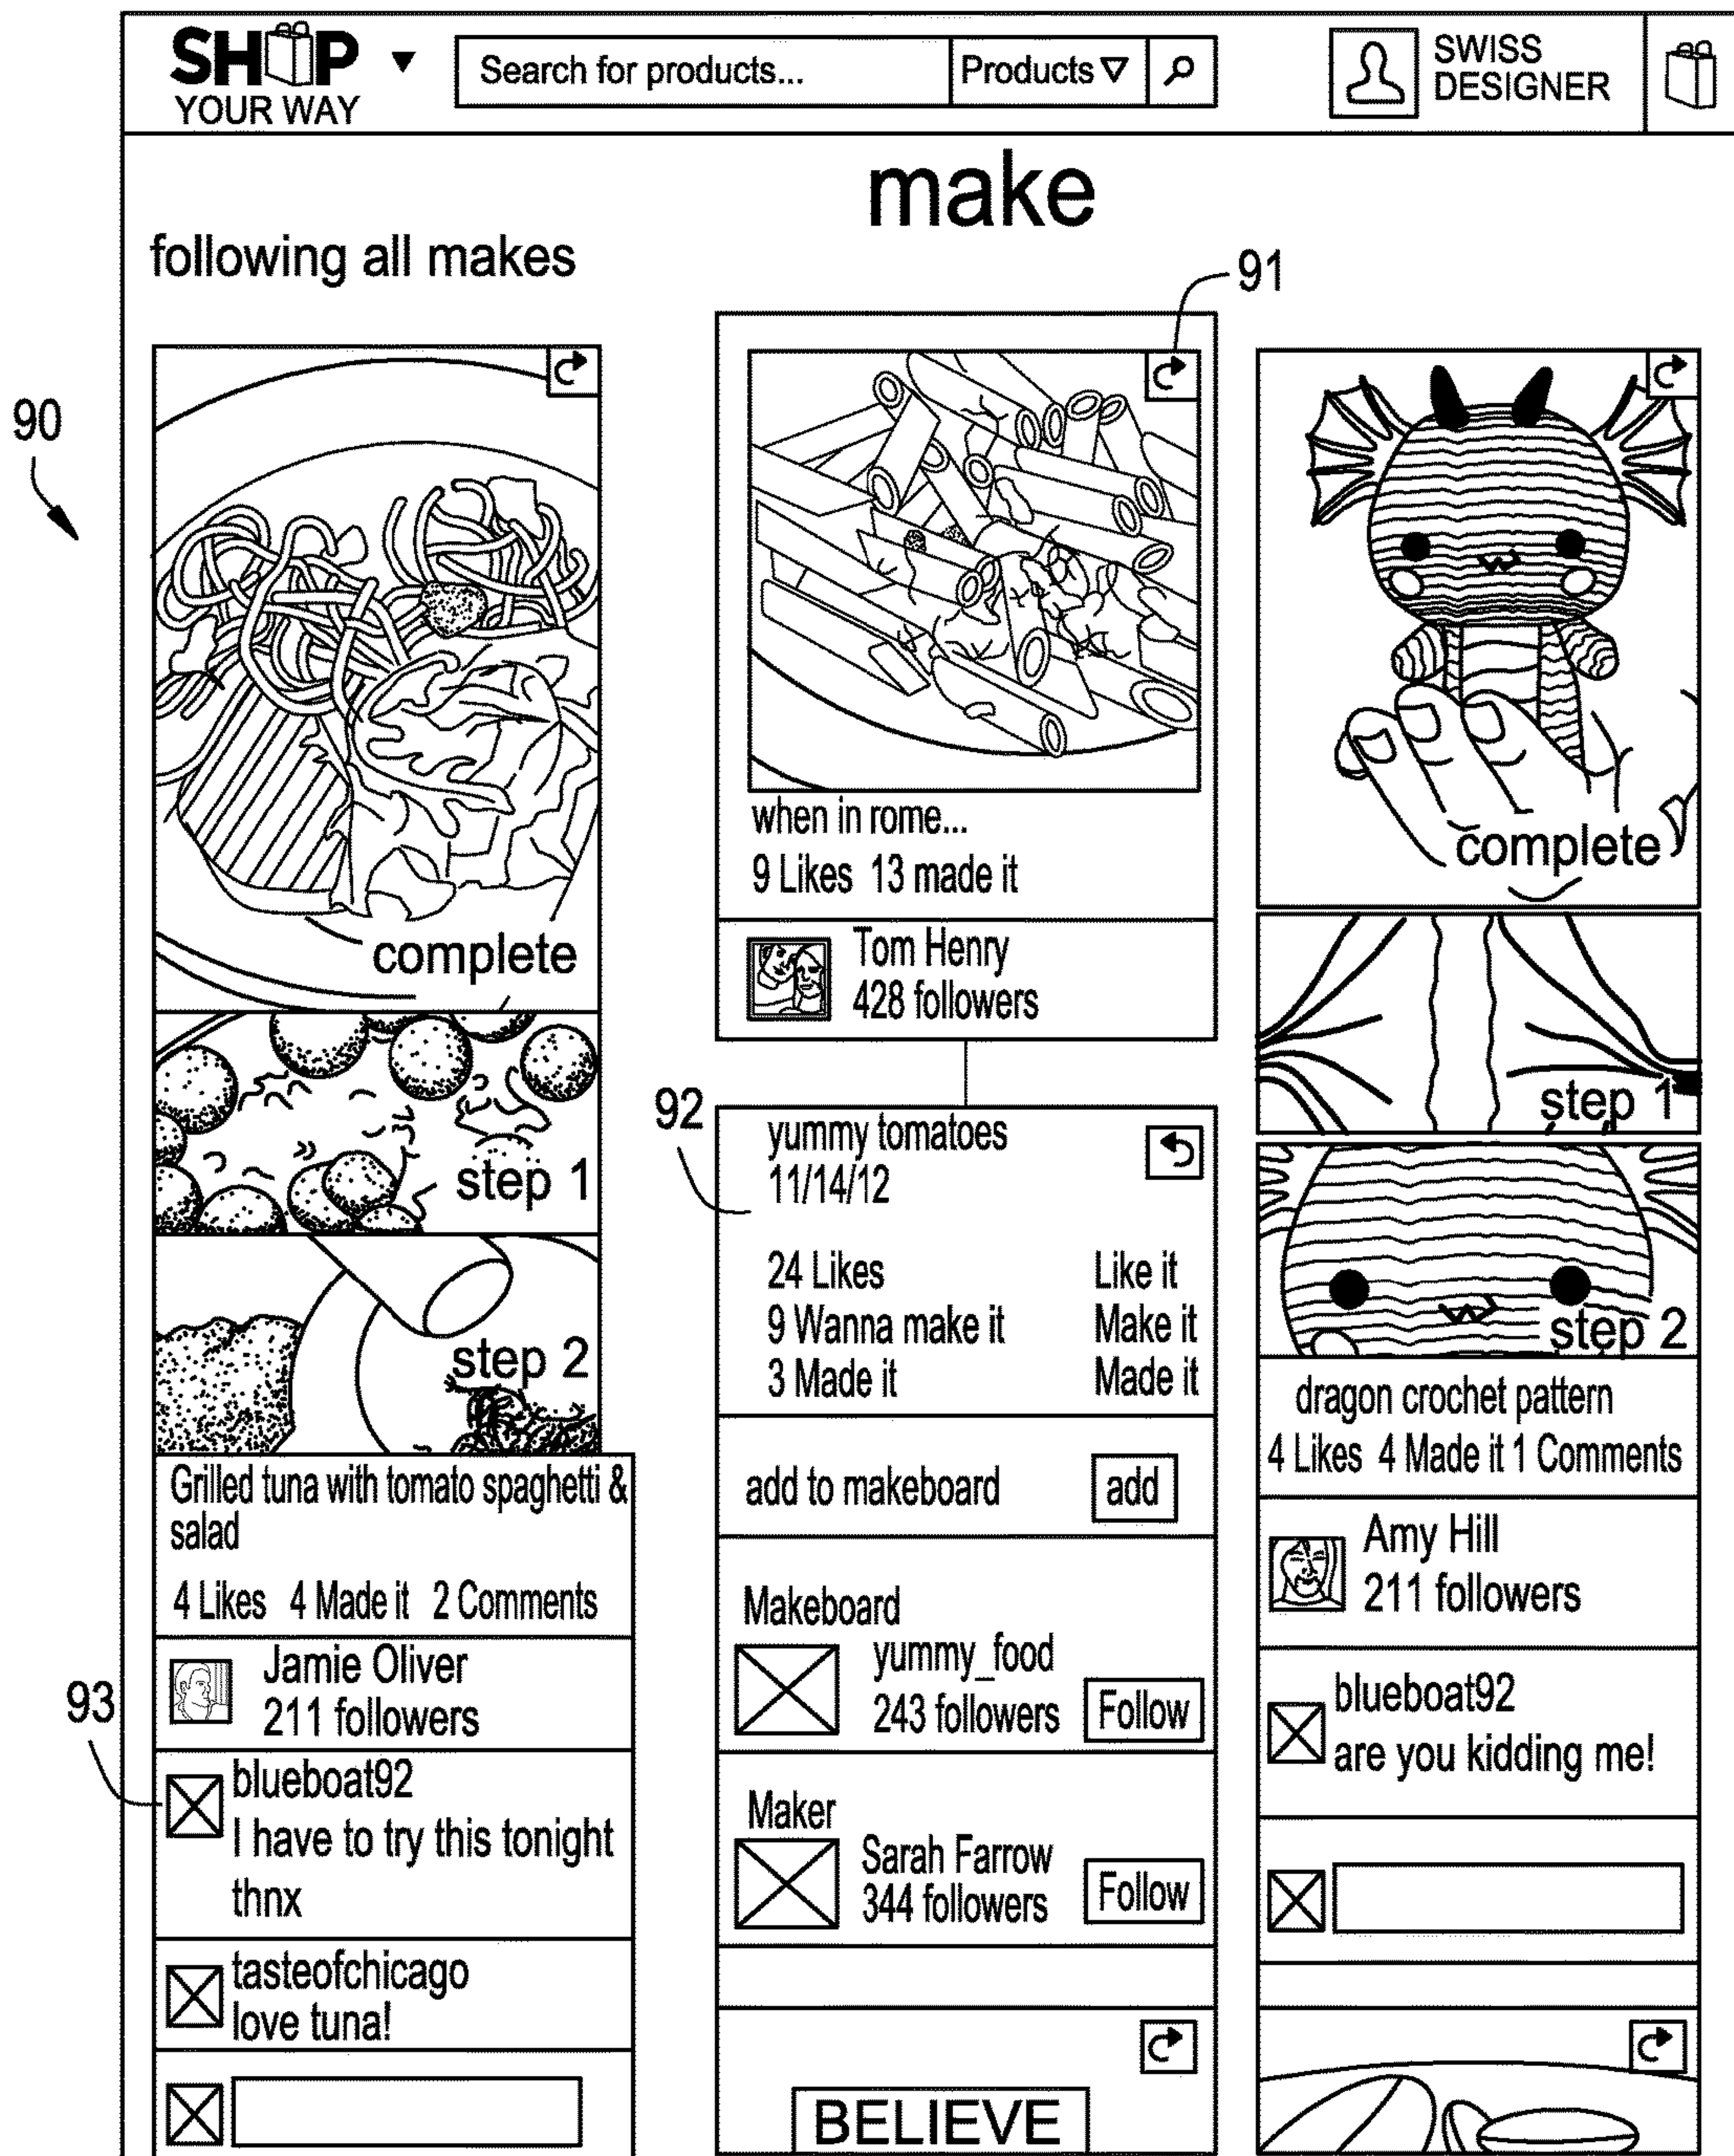 SHOP
YOUR WAY
Search for products...
Products
SWISS
DESIGNER
make
following all makes
91
90
complete
step 1
step 2
Grilled tuna with tomato spaghetti &
salad
4 Likes 4 Made it 2 Comments
Jamie Oliver
211 followers
93
blueboat92
I have to try this tonight
thnx
tasteofchicago
love tuna!
when in rome...
9 Likes 13 made it
Tom Henry
428 followers
92
yummy tomatoes
11/14/12
24 Likes Like it
9 Wanna make it Make it
3 Made it Made it
add to makeboard add
Makeboard
yummy_food
243 followers Follow
Maker
Sarah Farrow
344 followers Follow
BELIEVE
complete
step 1
step 2
dragon crochet pattern
4 Likes 4 Made it 1 Comments
Amy Hill
211 followers
blueboat92
are you kidding me!